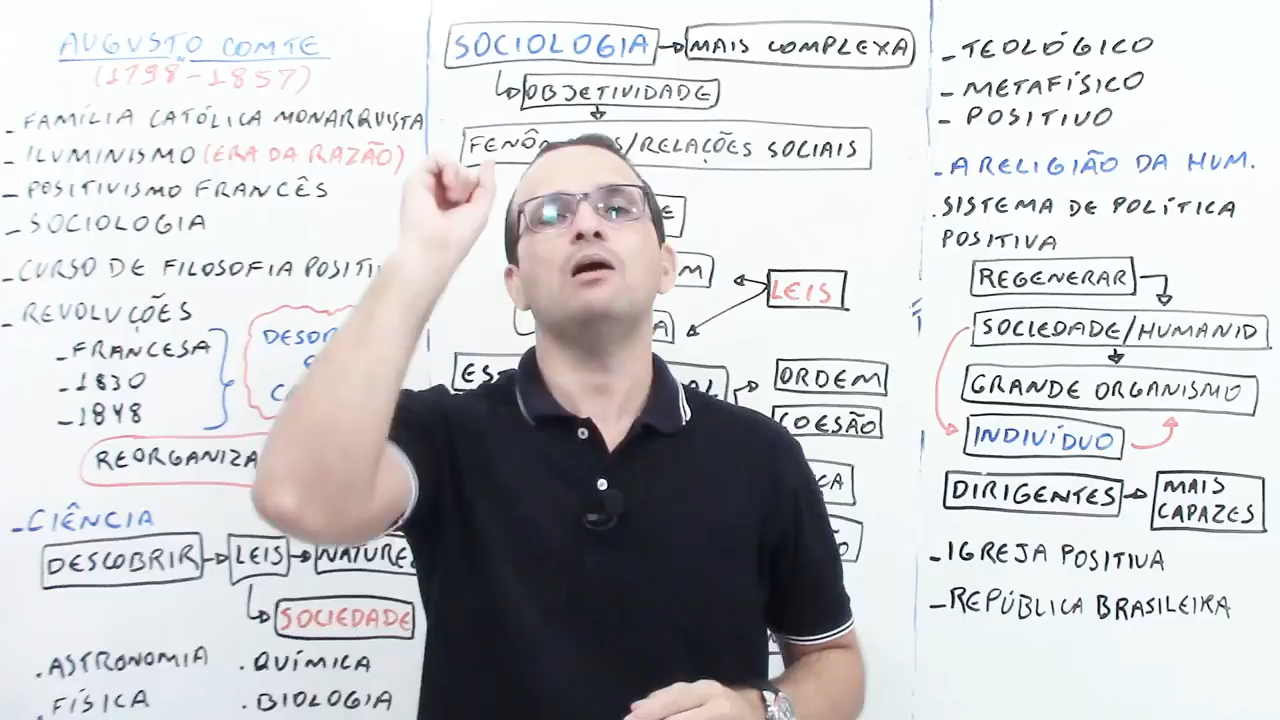 AUGUSTO COMTE
(1798-1857)
- FAMÍLIA CATÓLICA MONARQUISTA
- ILUMINISMO (ERA DA RAZÃO)
- POSITIVISMO FRANCÊS
- SOCIOLOGIA
- CURSO DE FILOSOFIA
- REVOLUÇÕES
- FRANCESA
- 1830
- 1848
- CIÊNCIA
DESCOBRIR → LEIS →
SOCIEDADE
. ASTRONOMIA . QUÍMICA
. FÍSICA . BIOLOGIA
SOCIOLOGIA → MAIS COMPLEXA
OBJETIVIDADE
/RELAÇÕES SOCIAIS
LEIS
ORDEM
COESÃO
- TEOLÓGICO
- METAFÍSICO
- POSITIVO
- A RELIGIÃO DA HUM.
. SISTEMA DE POLÍTICA
POSITIVA
REGENERAR
SOCIEDADE/HUMANID
GRANDE ORGANISMO
INDIVÍDUO
DIRIGENTES → MAIS
CAPAZES
- IGREJA POSITIVA
- REPÚBLICA BRASILEIRA